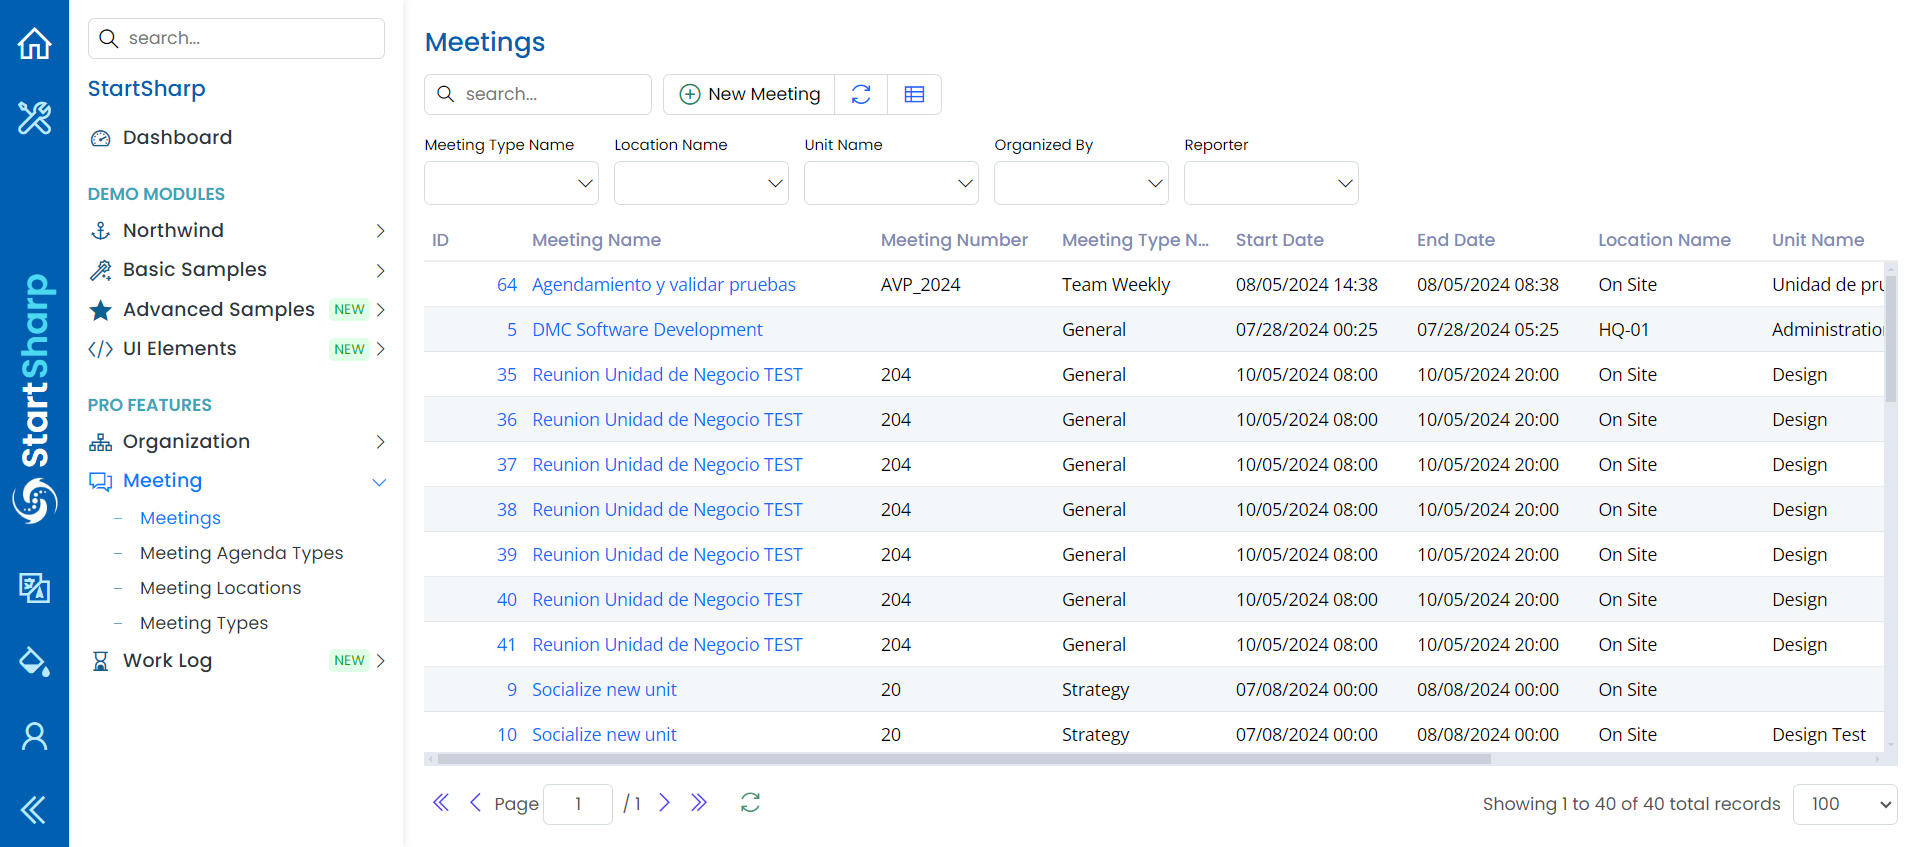 StartSharp
search...
StartSharp
Dashboard
DEMO MODULES
Northwind
Basic Samples
Advanced Samples NEW
UI Elements NEW
PRO FEATURES
Organization
Meeting
Meetings
Meeting Agenda Types
Meeting Locations
Meeting Types
Work Log NEW
Meetings
search...
New Meeting
Meeting Type Name Location Name Unit Name Organized By Reporter
ID Meeting Name Meeting Number Meeting Type N... Start Date End Date Location Name Unit Name
64 Agendamiento y validar pruebas AVP_2024 Team Weekly 08/05/2024 14:38 08/05/2024 08:38 On Site Unidad de pru
5 DMC Software Development General 07/28/2024 00:25 07/28/2024 05:25 HQ-01 Administratio
35 Reunion Unidad de Negocio TEST 204 General 10/05/2024 08:00 10/05/2024 20:00 On Site Design
36 Reunion Unidad de Negocio TEST 204 General 10/05/2024 08:00 10/05/2024 20:00 On Site Design
37 Reunion Unidad de Negocio TEST 204 General 10/05/2024 08:00 10/05/2024 20:00 On Site Design
38 Reunion Unidad de Negocio TEST 204 General 10/05/2024 08:00 10/05/2024 20:00 On Site Design
39 Reunion Unidad de Negocio TEST 204 General 10/05/2024 08:00 10/05/2024 20:00 On Site Design
40 Reunion Unidad de Negocio TEST 204 General 10/05/2024 08:00 10/05/2024 20:00 On Site Design
41 Reunion Unidad de Negocio TEST 204 General 10/05/2024 08:00 10/05/2024 20:00 On Site Design
9 Socialize new unit 20 Strategy 07/08/2024 00:00 08/08/2024 00:00 On Site
10 Socialize new unit 20 Strategy 07/08/2024 00:00 08/08/2024 00:00 On Site Design Test
Page 1 / 1
Showing 1 to 40 of 40 total records 100